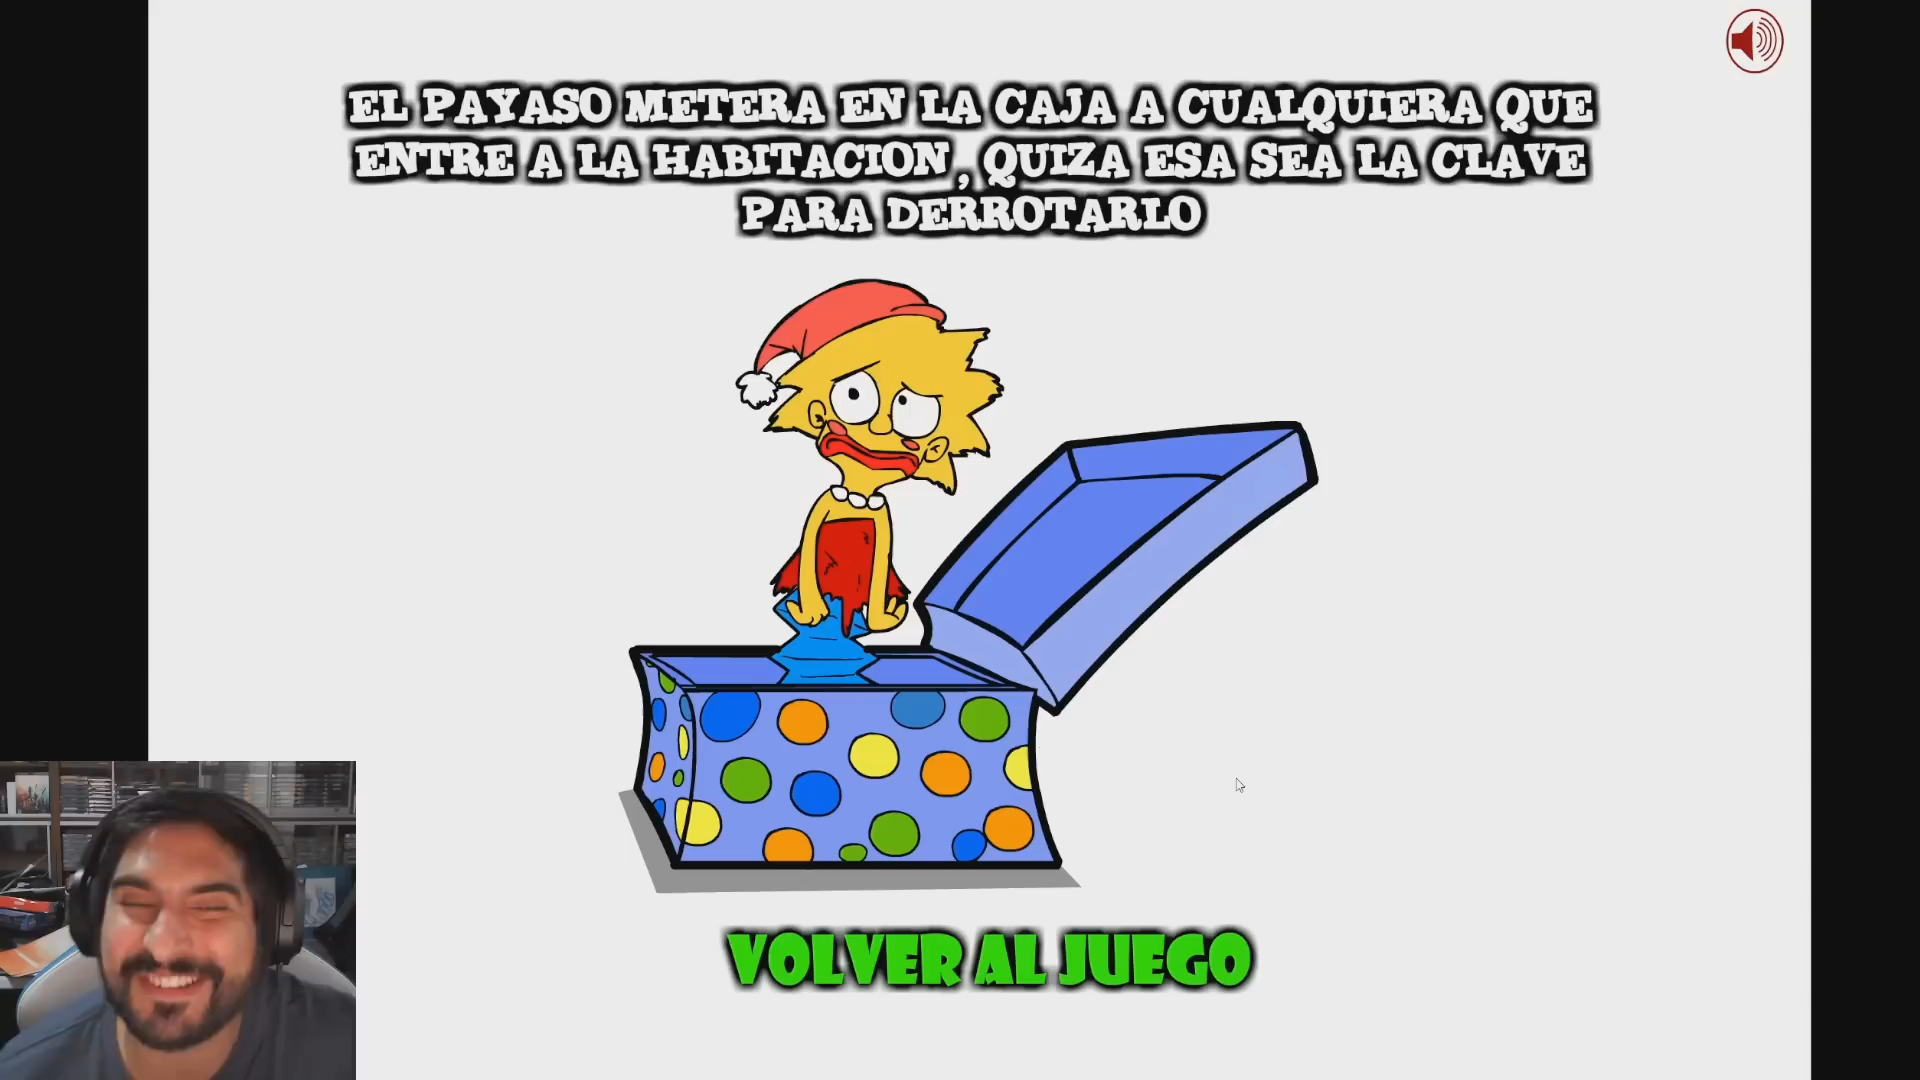 EL PAYASO METERA EN LA CAJA A CUALQUIERA QUE
ENTRE A LA HABITACION, QUIZA ESA SEA LA CLAVE
PARA DERROTARLO
VOLVER AL JUEGO